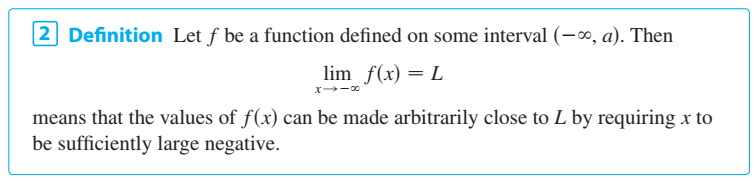 2 Definition Let f be a function defined on some interval (−∞, a). Then
lim f(x) = L
x→−∞
means that the values of f(x) can be made arbitrarily close to L by requiring x to
be sufficiently large negative.